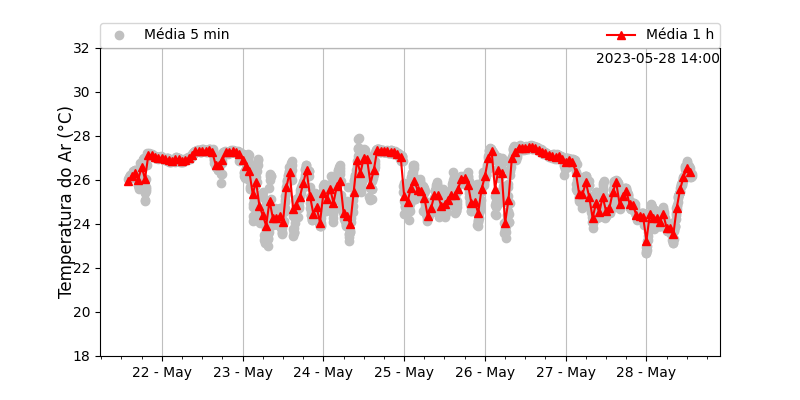 Média 5 min
Média 1 h
2023-05-28 14:00
Temperatura do Ar (°C)
32
30
28
26
24
22
20
18
22 - May
23 - May
24 - May
25 - May
26 - May
27 - May
28 - May